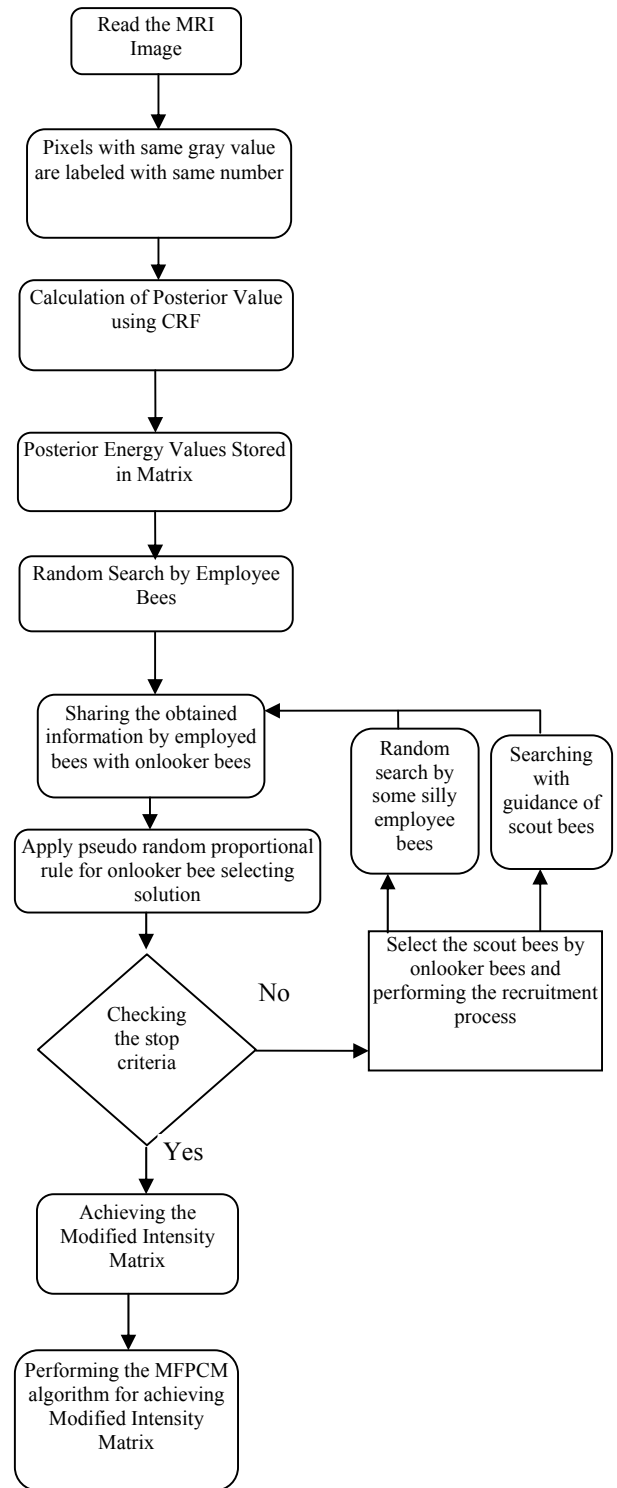 Read the MRI
Image
Pixels with same gray value
are labeled with same number
Calculation of Posterior Value
using CRF
Posterior Energy Values Stored
in Matrix
Random Search by Employee
Bees
Sharing the obtained
information by employed
bees with onlooker bees
Random
search by
some silly
employee
bees
Searching
with
guidance of
scout bees
Apply pseudo random proportional
rule for onlooker bee selecting
solution
Select the scout bees by
onlooker bees and
performing the recruitment
process
No
Checking
the stop
criteria
Yes
Achieving the
Modified Intensity
Matrix
Performing the MFPCM
algorithm for achieving
Modified Intensity
Matrix